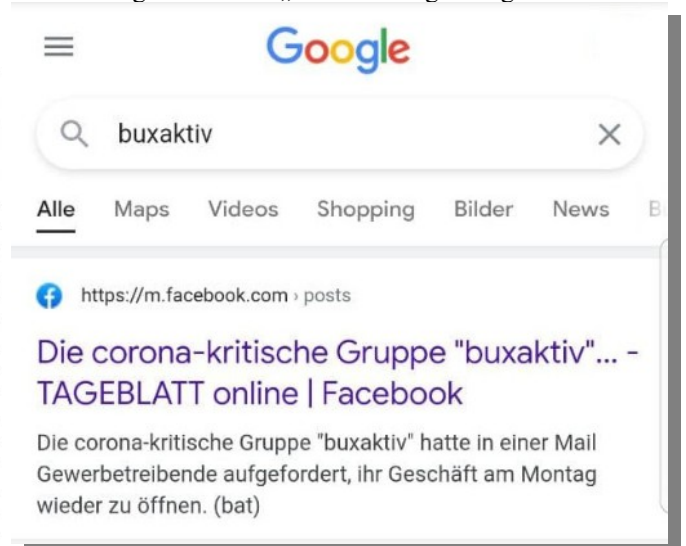 Google
buxaktiv
Alle Maps Videos Shopping Bilder News B
https://m.facebook.com › posts
Die corona-kritische Gruppe "buxaktiv"... -
TAGEBLATT online | Facebook
Die corona-kritische Gruppe "buxaktiv" hatte in einer Mail
Gewerbetreibende aufgefordert, ihr Geschäft am Montag
wieder zu öffnen. (bat)